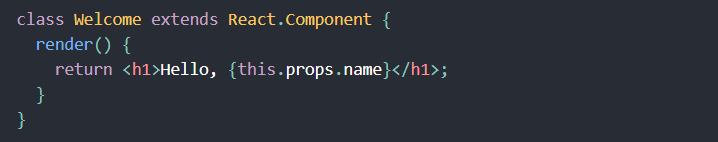 class Welcome extends React.Component {
  render() {
    return <h1>Hello, {this.props.name}</h1>;
  }
}